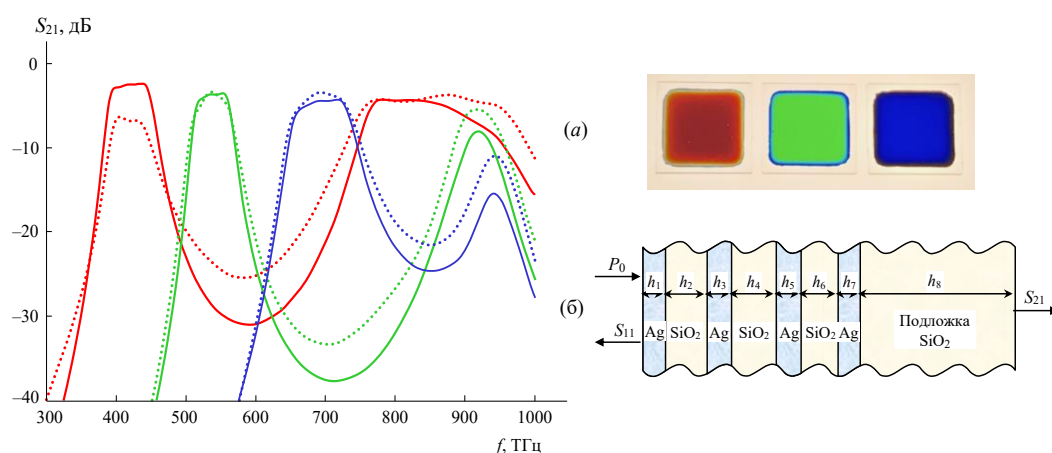 S21, дБ
0
–10
–20
–30
–40
300 400 500 600 700 800 900 1000
f, ТГц
(а)
(б)
P0
S11
S21
h1 h2 h3 h4 h5 h6 h7 h8
Ag SiO2 Ag SiO2 Ag SiO2 Ag
Подложка
SiO2